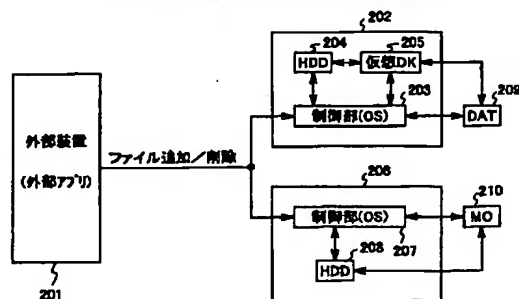 202
204
205
HDD
仮想DK
203
209
制御部(OS)
DAT
外部装置
(外部アプリ)
ファイル追加/削除
206
210
制御部(OS)
MO
208
207
HDD
201